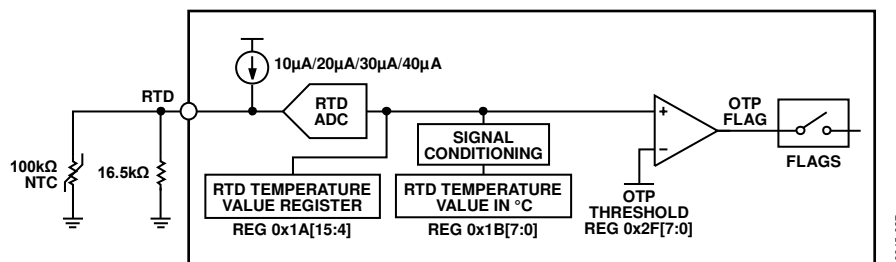 10µA/20µA/30µA/40µA
RTD
RTD
ADC
100kΩ
NTC
16.5kΩ
SIGNAL
CONDITIONING
RTD TEMPERATURE
VALUE REGISTER
REG 0x1A[15:4]
RTD TEMPERATURE
VALUE IN °C
REG 0x1B[7:0]
+
−
OTP
THRESHOLD
REG 0x2F[7:0]
OTP
FLAG
FLAGS